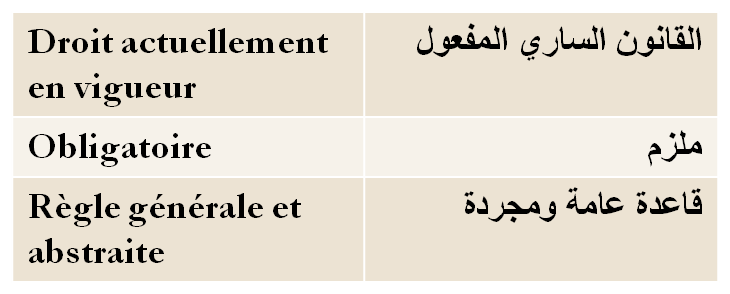 Droit actuellement
en vigueur
القانون الساري المفعول
Obligatoire
ملزم
Règle générale et
abstraite
قاعدة عامة ومجردة